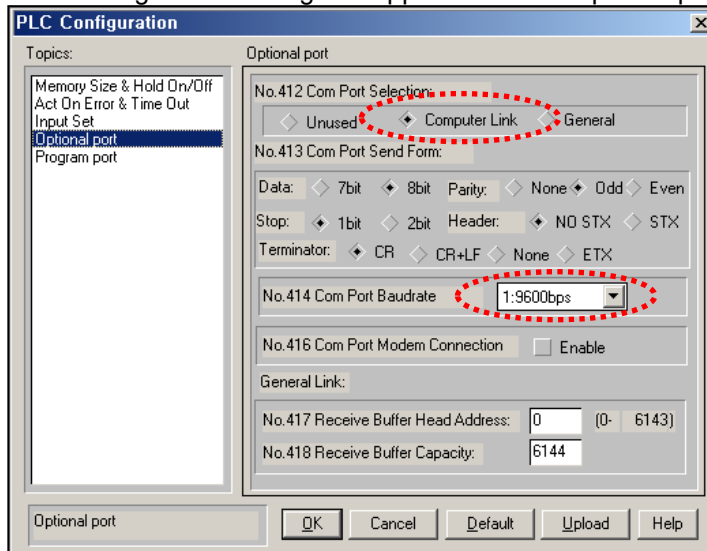 PLC Configuration
Topics:
Optional port
Memory Size & Hold On/Off
Act On Error & Time Out
Input Set
Optional port
Program port
No.412 Com Port Selection:
Unused Computer Link General
No.413 Com Port Send Form:
Data: 7bit 8bit Parity: None Odd Even
Stop: 1bit 2bit Header: NO STX STX
Terminator: CR CR+LF None ETX
No.414 Com Port Baudrate 1:9600bps
No.416 Com Port Modem Connection Enable
General Link:
No.417 Receive Buffer Head Address: 0 (0- 6143)
No.418 Receive Buffer Capacity: 6144
Optional port
OK Cancel Default Upload Help